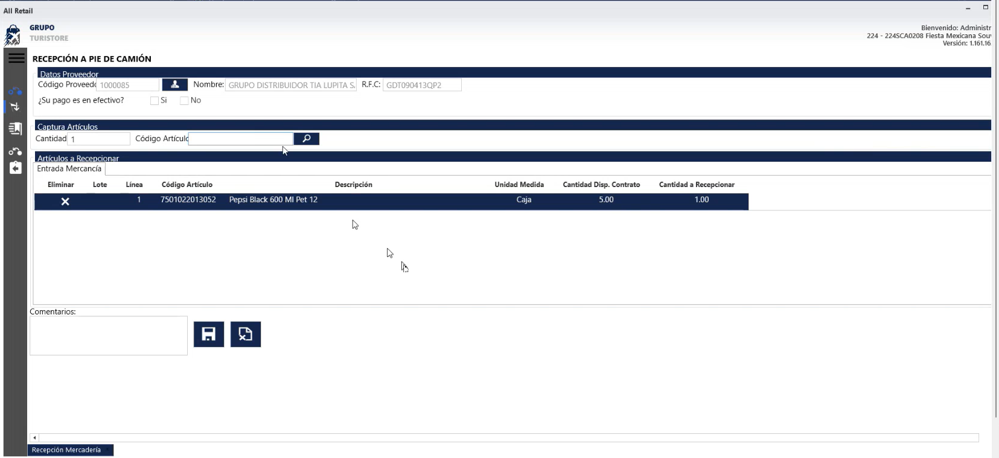 All Retail
GRUPO
TURISTORE
Bienvenido: Administr
224 - 224SCA0208 Fiesta Mexicana Souv
Versión: 1.161.16.
RECEPCIÓN A PIE DE CAMIÓN
Datos Proveedor
Código Proveedo 1000085 Nombre: GRUPO DISTRIBUIDOR TIA LUPITA S. R.F.C: GDT090413QP2
¿Su pago es en efectivo? Si No
Captura Artículos
Cantidad 1 Código Artículo
Artículos a Recepcionar
Entrada Mercancía
Eliminar Lote Línea Código Artículo Descripción Unidad Medida Cantidad Disp. Contrato Cantidad a Recepcionar
1 7501022013052 Pepsi Black 600 Ml Pet 12 Caja 5.00 1.00
Comentarios:
Recepción Mercadería